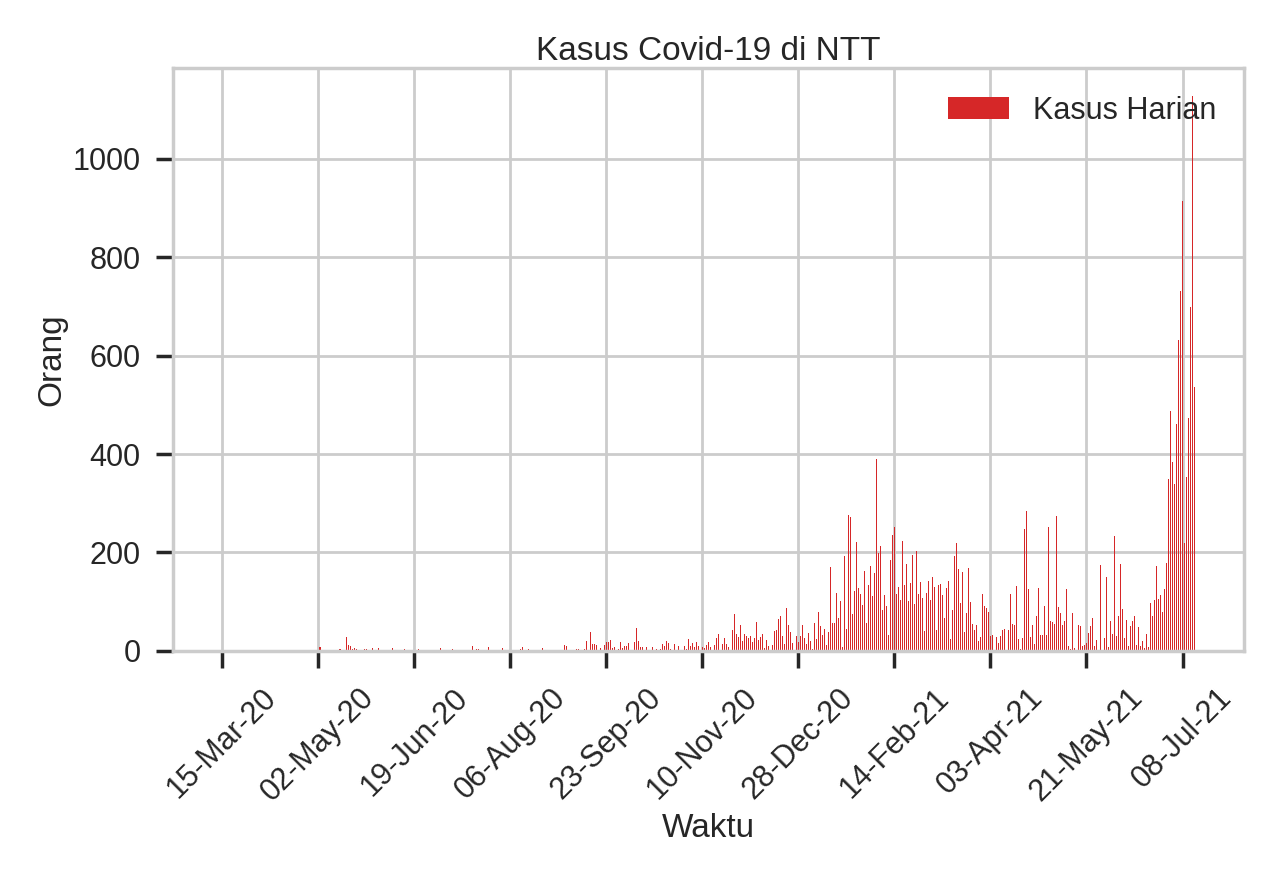 Kasus Covid-19 di NTT
Kasus Harian
1000
800
600
400
200
0
Orang
15-Mar-20
02-May-20
19-Jun-20
06-Aug-20
23-Sep-20
10-Nov-20
28-Dec-20
14-Feb-21
03-Apr-21
21-May-21
08-Jul-21
Waktu